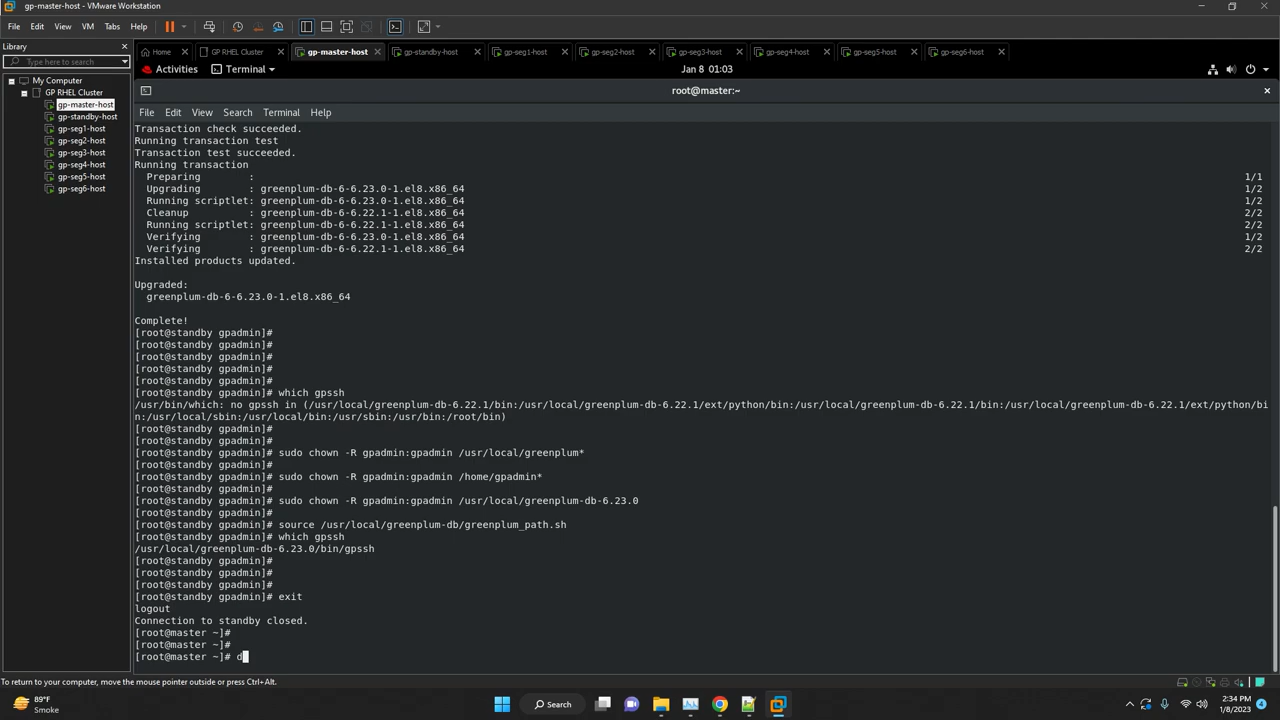 gp-master-host - VMware Workstation
File Edit View VM Tabs Help
Library
Type here to search
My Computer
GP RHEL Cluster
gp-master-host
gp-standby-host
gp-seg1-host
gp-seg2-host
gp-seg3-host
gp-seg4-host
gp-seg5-host
gp-seg6-host
Home GP RHEL Cluster gp-master-host gp-standby-host gp-seg1-host gp-seg2-host gp-seg3-host gp-seg4-host gp-seg5-host gp-seg6-host
Activities Terminal Jan 8 01:03
root@master:~
File Edit View Search Terminal Help
Transaction check succeeded.
Running transaction test
Transaction test succeeded.
Running transaction
Preparing : 1/1
Upgrading : greenplum-db-6-6.23.0-1.el8.x86_64 1/2
Running scriptlet: greenplum-db-6-6.23.0-1.el8.x86_64 1/2
Cleanup : greenplum-db-6-6.22.1-1.el8.x86_64 2/2
Running scriptlet: greenplum-db-6-6.22.1-1.el8.x86_64 2/2
Verifying : greenplum-db-6-6.23.0-1.el8.x86_64 1/2
Verifying : greenplum-db-6-6.22.1-1.el8.x86_64 2/2
Installed products updated.
Upgraded:
greenplum-db-6-6.23.0-1.el8.x86_64
Complete!
[root@standby gpadmin]#
[root@standby gpadmin]#
[root@standby gpadmin]#
[root@standby gpadmin]#
[root@standby gpadmin]#
[root@standby gpadmin]# which gpssh
/usr/bin/which: no gpssh in (/usr/local/greenplum-db-6.22.1/bin:/usr/local/greenplum-db-6.22.1/ext/python/bin:/usr/local/greenplum-db-6.22.1/bin:/usr/local/greenplum-db-6.22.1/ext/python/bi
n:/usr/local/sbin:/usr/local/bin:/usr/sbin:/usr/bin:/root/bin)
[root@standby gpadmin]#
[root@standby gpadmin]#
[root@standby gpadmin]# sudo chown -R gpadmin:gpadmin /usr/local/greenplum*
[root@standby gpadmin]#
[root@standby gpadmin]# sudo chown -R gpadmin:gpadmin /home/gpadmin*
[root@standby gpadmin]#
[root@standby gpadmin]# sudo chown -R gpadmin:gpadmin /usr/local/greenplum-db-6.23.0
[root@standby gpadmin]#
[root@standby gpadmin]# source /usr/local/greenplum-db/greenplum_path.sh
[root@standby gpadmin]# which gpssh
/usr/local/greenplum-db-6.23.0/bin/gpssh
[root@standby gpadmin]#
[root@standby gpadmin]#
[root@standby gpadmin]#
[root@standby gpadmin]# exit
logout
Connection to standby closed.
[root@master ~]#
[root@master ~]#
[root@master ~]# d
To return to your computer, move the mouse pointer outside or press Ctrl+Alt.
89°F
Smoke
Search
2:34 PM
1/8/2023